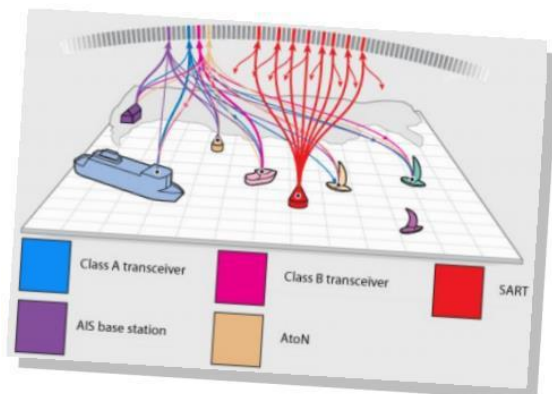 Class A transceiver
Class B transceiver
SART
AIS base station
AtoN